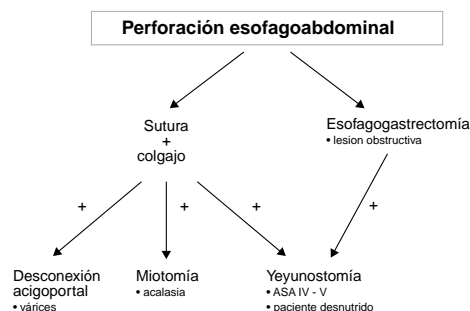 Perforación esofagoabdominal
Sutura
+
colgajo
Esofagogastrectomía
• lesion obstructiva
+ + + +
Desconexión
acigoportal
• várices
Miotomía
• acalasia
Yeyunostomía
• ASA IV - V
• paciente desnutrido